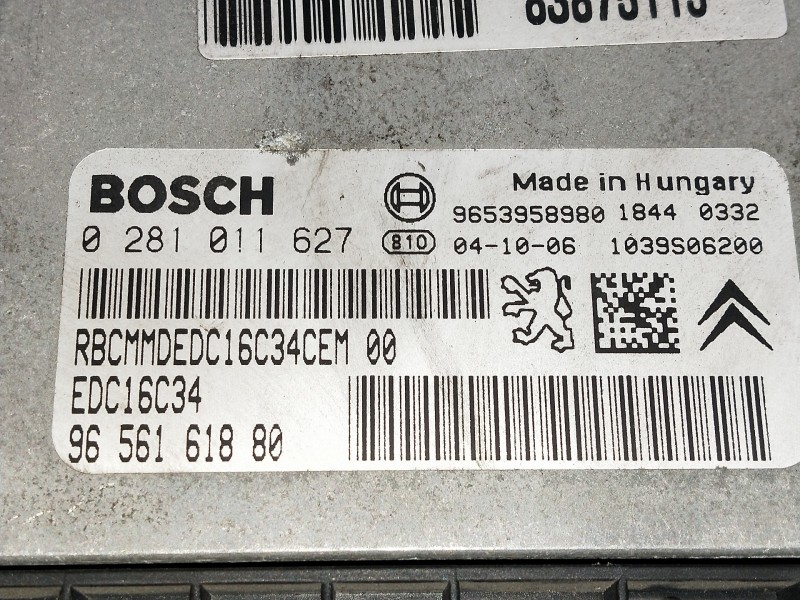 BOSCH
Made in Hungary
9653958980 1844 0332
0 281 011 627
810 04-10-06 1039S06200
RBCMMDEDC16C34CEM 00
EDC16C34
96 561 618 80